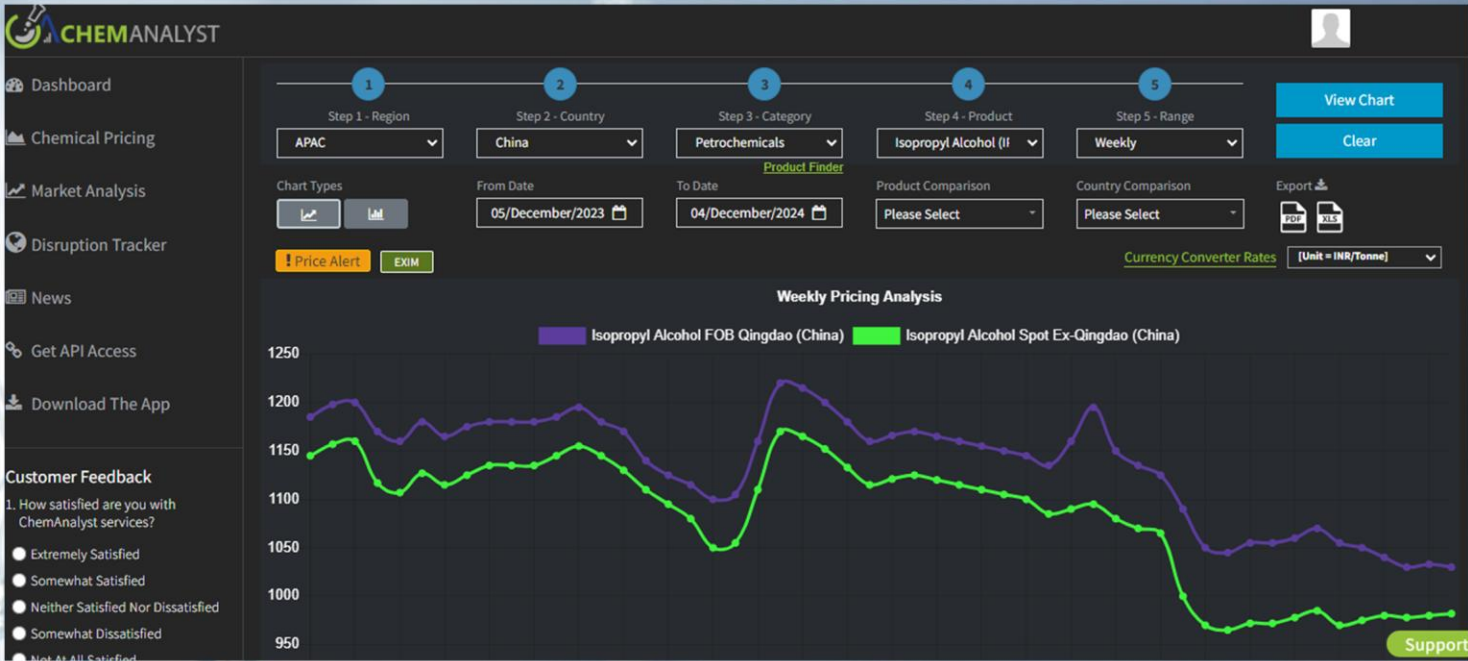 CHEMANALYST
Dashboard
Chemical Pricing
Market Analysis
Disruption Tracker
News
Get API Access
Download The App
Customer Feedback
1. How satisfied are you with
ChemAnalyst services?
Extremely Satisfied
Somewhat Satisfied
Neither Satisfied Nor Dissatisfied
Somewhat Dissatisfied
Not At All Satisfied
1 2 3 4 5
Step 1 - Region Step 2 - Country Step 3 - Category Step 4 - Product Step 5 - Range
APAC China Petrochemicals Isopropyl Alcohol (II Weekly
View Chart
Clear
Product Finder
Chart Types From Date To Date Product Comparison Country Comparison Export
05/December/2023 04/December/2024 Please Select Please Select PDF XLS
! Price Alert EXIM Currency Converter Rates [Unit = INR/Tonne]
Weekly Pricing Analysis
Isopropyl Alcohol FOB Qingdao (China) Isopropyl Alcohol Spot Ex-Qingdao (China)
1250
1200
1150
1100
1050
1000
950
Support